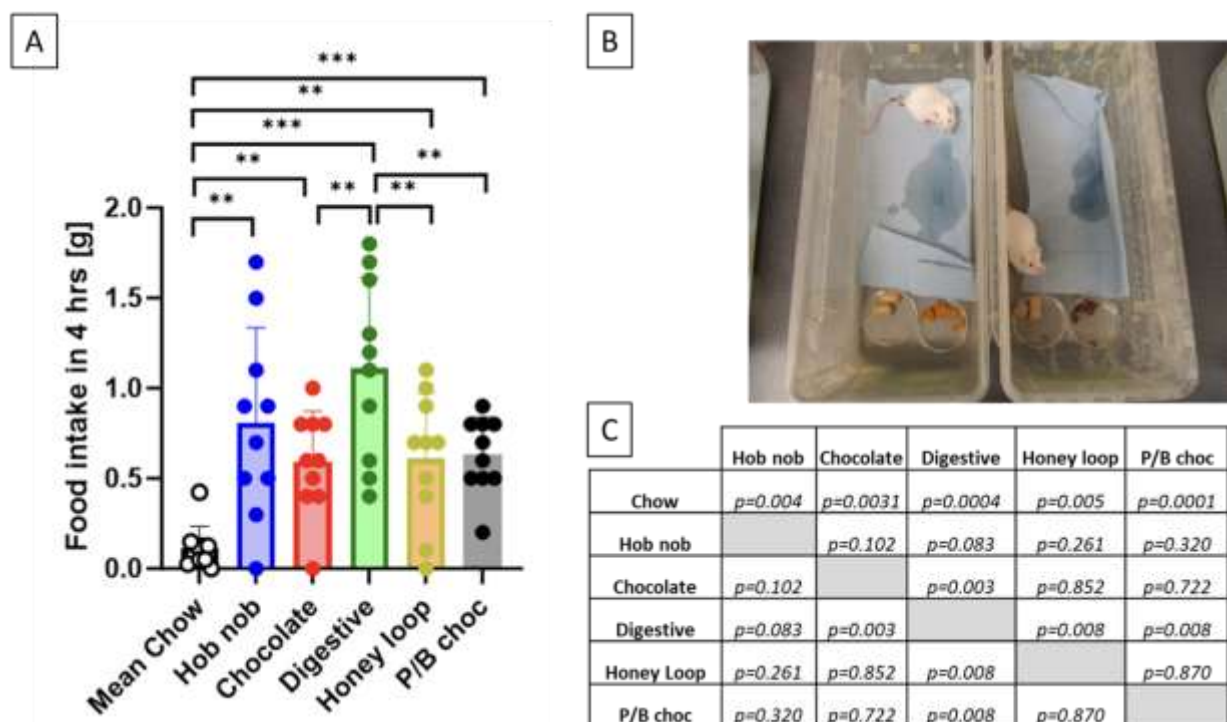 A
***
**
***
**
**
**
**
**
2.0
1.5
1.0
0.5
0.0
Food intake in 4 hrs [g]
Mean Chow
Hob nob
Chocolate
Digestive
Honey loop
P/B choc
B
C
Hob nob Chocolate Digestive Honey loop P/B choc
Chow p=0.004 p=0.0031 p=0.0004 p=0.005 p=0.0001
Hob nob p=0.102 p=0.083 p=0.261 p=0.320
Chocolate p=0.102 p=0.003 p=0.852 p=0.722
Digestive p=0.083 p=0.003 p=0.008 p=0.008
Honey Loop p=0.261 p=0.852 p=0.008 p=0.870
P/B choc p=0.320 p=0.722 p=0.008 p=0.870